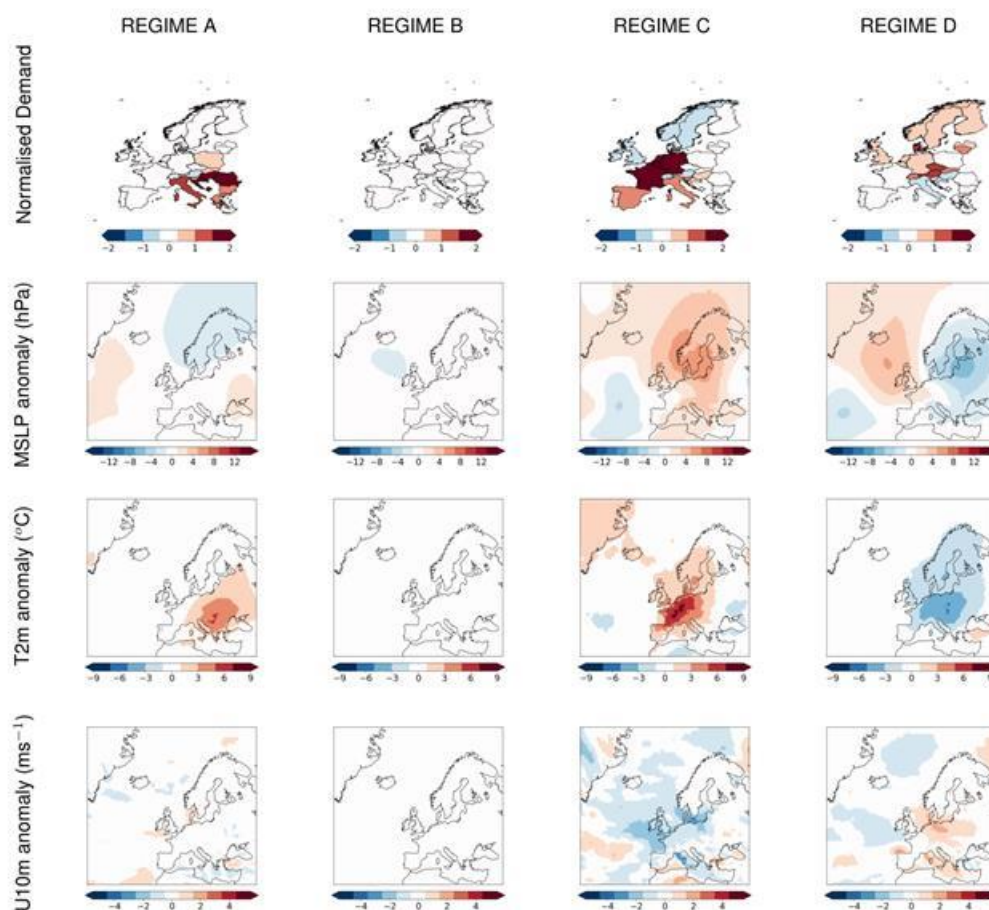 REGIME A REGIME B REGIME C REGIME D
Normalised Demand
−2 −1 0 1 2 −2 −1 0 1 2 −2 −1 0 1 2 −2 −1 0 1 2
MSLP anomaly (hPa)
−12 −8 −4 0 4 8 12 −12 −8 −4 0 4 8 12 −12 −8 −4 0 4 8 12 −12 −8 −4 0 4 8 12
T2m anomaly (°C)
−9 −6 −3 0 3 6 9 −9 −6 −3 0 3 6 9 −9 −6 −3 0 3 6 9 −9 −6 −3 0 3 6 9
U10m anomaly (ms−1)
−4 −2 0 2 4 −4 −2 0 2 4 −4 −2 0 2 4 −4 −2 0 2 4